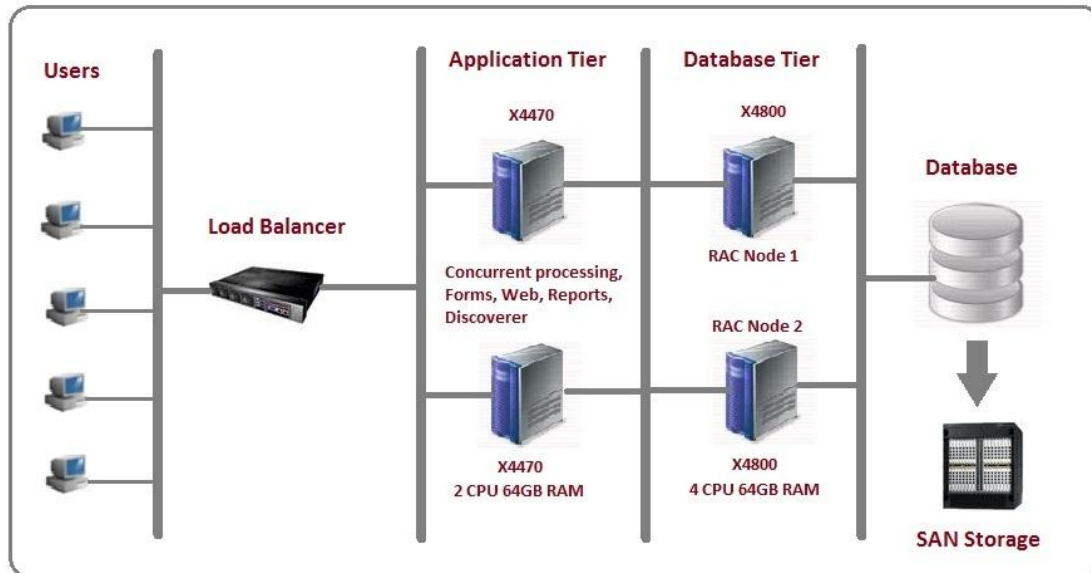 Users
Load Balancer
Application Tier
X4470
Concurrent processing,
Forms, Web, Reports,
Discoverer
X4470
2 CPU 64GB RAM
Database Tier
X4800
RAC Node 1
RAC Node 2
X4800
4 CPU 64GB RAM
Database
SAN Storage